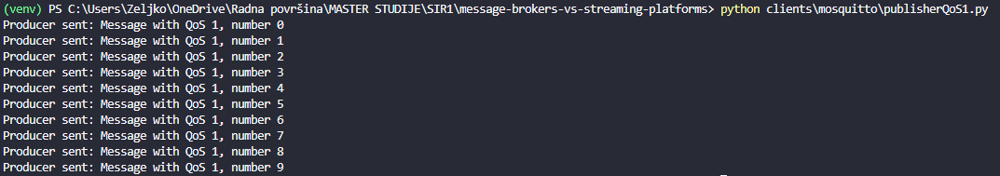 (venv) PS C:\Users\Zeljko\OneDrive\Radna površina\MASTER STUDIJE\SIR1\message-brokers-vs-streaming-platforms> python clients\mosquitto\publisherQoS1.py
Producer sent: Message with QoS 1, number 0
Producer sent: Message with QoS 1, number 1
Producer sent: Message with QoS 1, number 2
Producer sent: Message with QoS 1, number 3
Producer sent: Message with QoS 1, number 4
Producer sent: Message with QoS 1, number 5
Producer sent: Message with QoS 1, number 6
Producer sent: Message with QoS 1, number 7
Producer sent: Message with QoS 1, number 8
Producer sent: Message with QoS 1, number 9